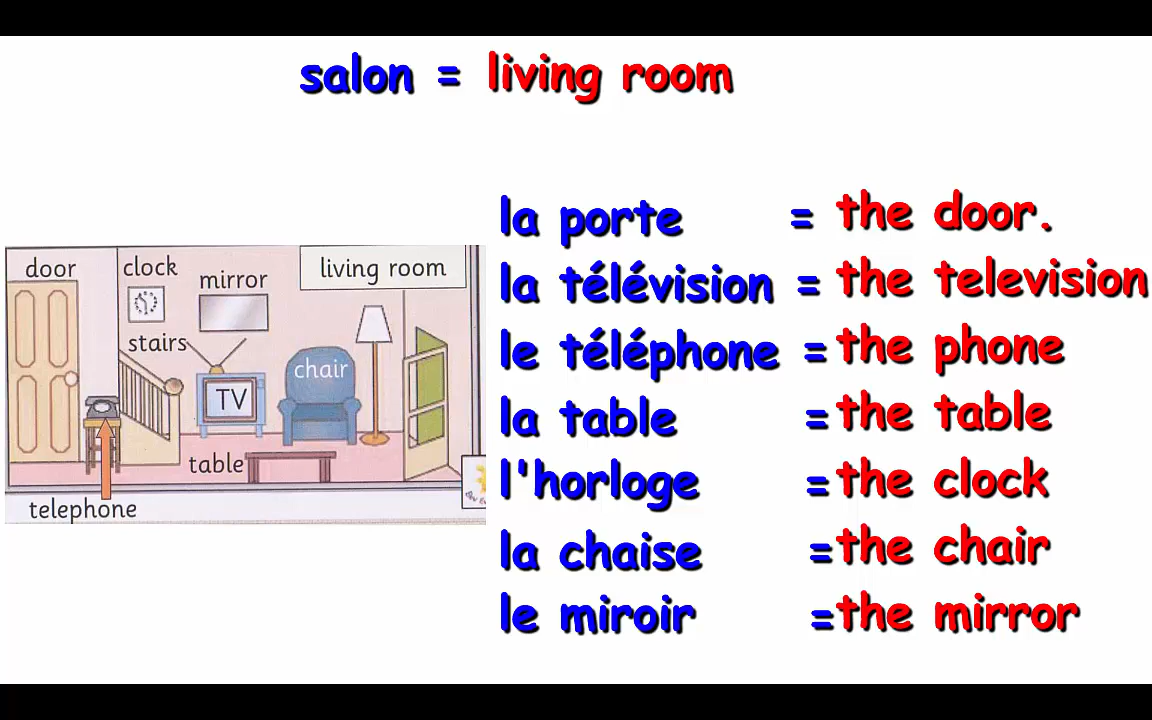 salon = living room
la porte = the door.
la télévision = the television
le téléphone = the phone
la table = the table
l'horloge = the clock
la chaise = the chair
le miroir = the mirror
door
clock
mirror
living room
stairs
chair
TV
table
telephone